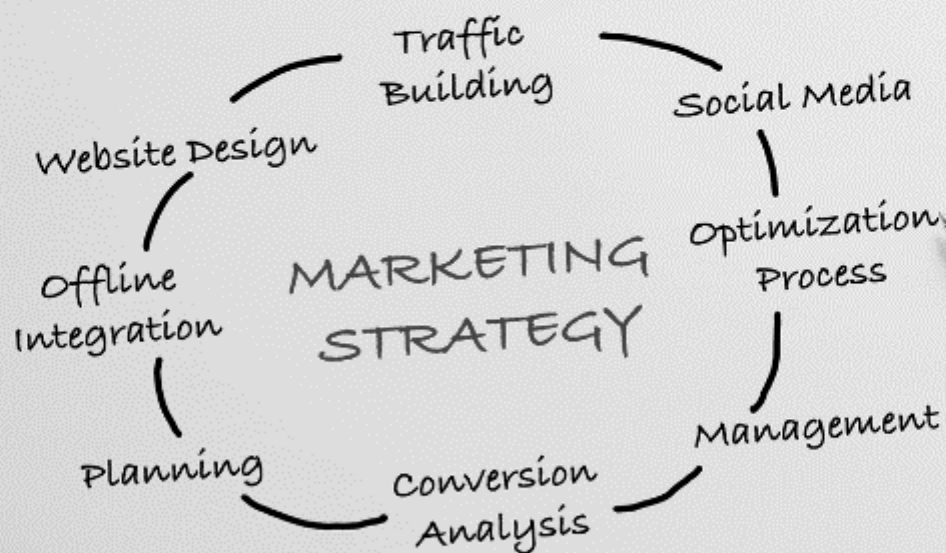 Traffic
Building
Social Media
Optimization
Process
Management
Conversion
Analysis
Planning
Offline
Integration
Website Design
MARKETING
STRATEGY